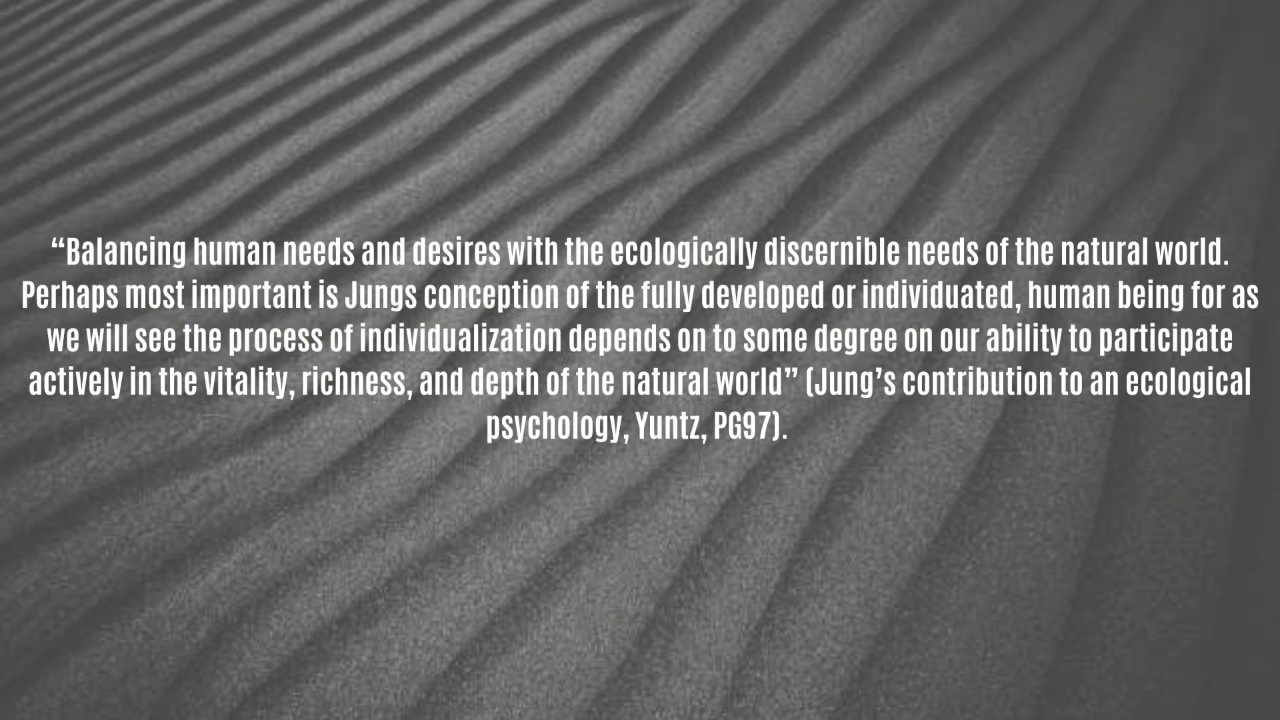 “Balancing human needs and desires with the ecologically discernible needs of the natural world.
Perhaps most important is Jungs conception of the fully developed or individuated, human being for as
we will see the process of individualization depends on to some degree on our ability to participate
actively in the vitality, richness, and depth of the natural world” (Jung’s contribution to an ecological
psychology, Yuntz, PG97).